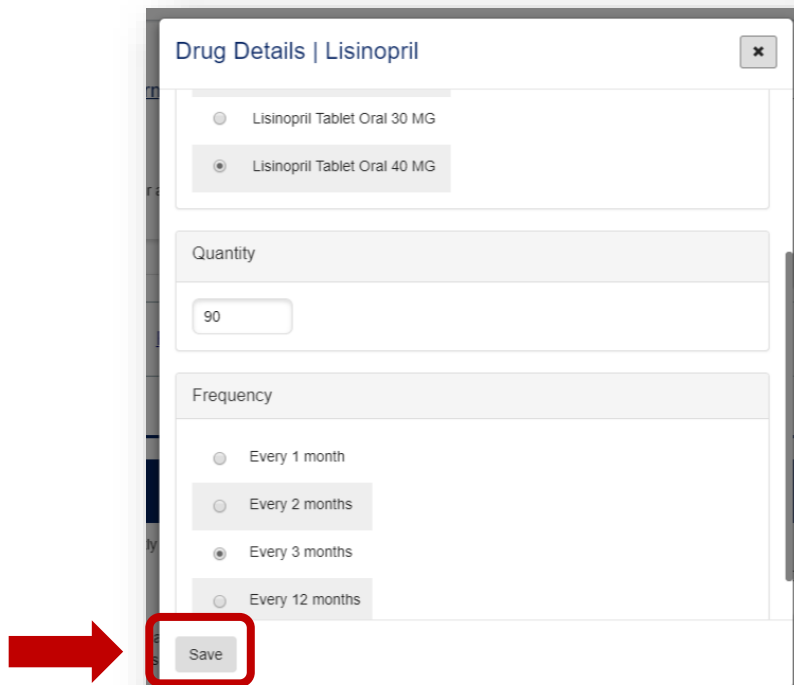 Drug Details | Lisinopril
Lisinopril Tablet Oral 30 MG
Lisinopril Tablet Oral 40 MG
Quantity
90
Frequency
Every 1 month
Every 2 months
Every 3 months
Every 12 months
Save